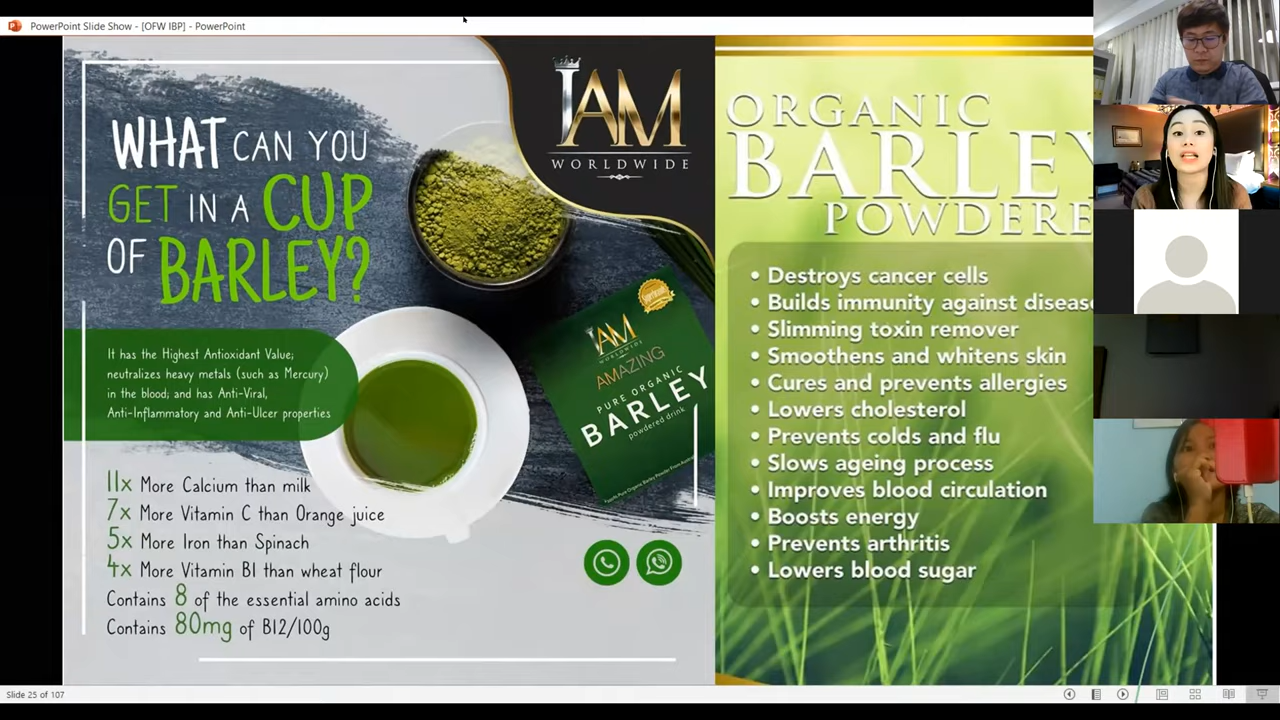 PowerPoint Slide Show - [OFW IBP] - PowerPoint
WHAT CAN YOU
GET IN A CUP
OF BARLEY?
It has the Highest Antioxidant Value;
neutralizes heavy metals (such as Mercury)
in the blood; and has Anti-Viral,
Anti-Inflammatory and Anti-Ulcer properties
11x More Calcium than milk
7x More Vitamin C than Orange juice
5x More Iron than Spinach
4x More Vitamin B1 than wheat flour
Contains 8 of the essential amino acids
Contains 80mg of B12/100g
IAM
WORLDWIDE
IAM
WORLDWIDE
AMAZING
PURE ORGANIC
BARLEY
powdered drink
ORGANIC
BARLEY
POWDERE
• Destroys cancer cells
• Builds immunity against diseas
• Slimming toxin remover
• Smoothens and whitens skin
• Cures and prevents allergies
• Lowers cholesterol
• Prevents colds and flu
• Slows ageing process
• Improves blood circulation
• Boosts energy
• Prevents arthritis
• Lowers blood sugar
Slide 25 of 107